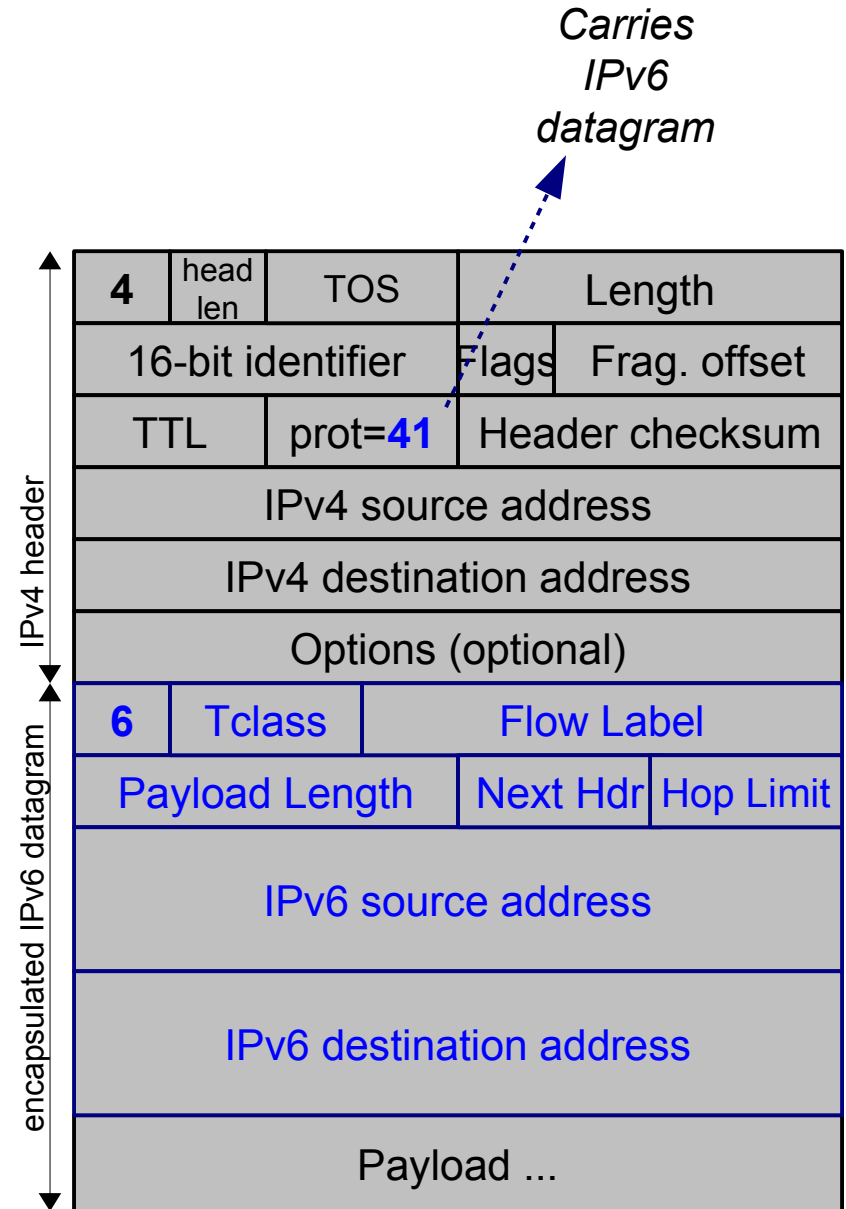 Carries
IPv6
datagram
4 head len TOS Length
16-bit identifier Flags Frag. offset
TTL prot=41 Header checksum
IPv4 source address
IPv4 destination address
Options (optional)
IPv4 header
6 Tclass Flow Label
Payload Length Next Hdr Hop Limit
IPv6 source address
IPv6 destination address
Payload ...
encapsulated IPv6 datagram